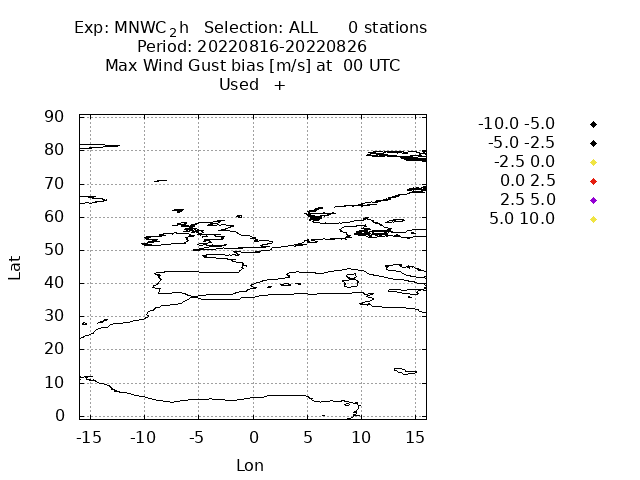 Exp: MNWC₂h   Selection: ALL      0 stations
Period: 20220816-20220826
Max Wind Gust bias [m/s] at  00 UTC
Used   +
90
80
70
60
50
40
30
20
10
0
Lat
-15 -10 -5 0 5 10 15
Lon
-10.0 -5.0
-5.0 -2.5
-2.5 0.0
0.0 2.5
2.5 5.0
5.0 10.0